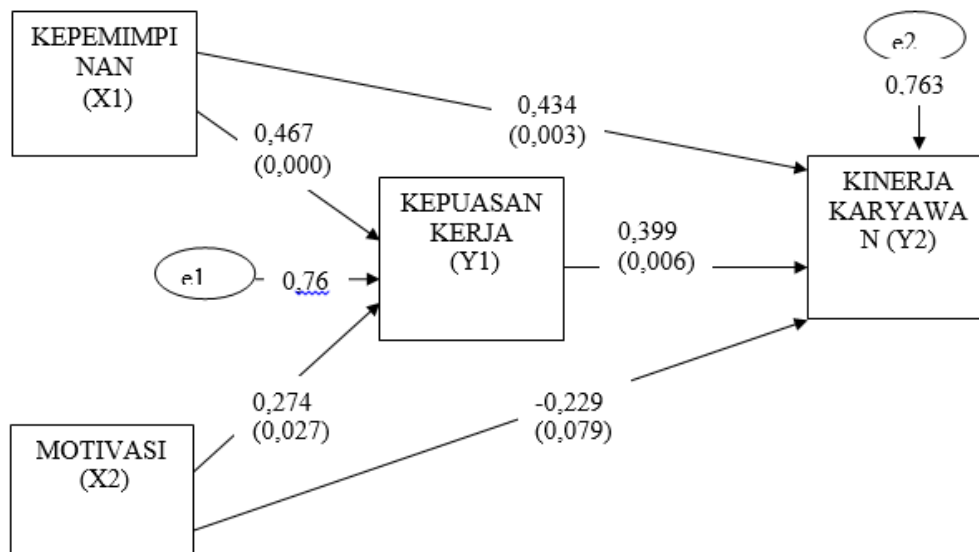 KEPEMIMPI
NAN
(X1)
e2
0,763
0,434
(0,003)
0,467
(0,000)
KEPUASAN
KERJA
(Y1)
KINERJA
KARYAWA
N (Y2)
0,399
(0,006)
e1
0,76
0,274
(0,027)
-0,229
(0,079)
MOTIVASI
(X2)